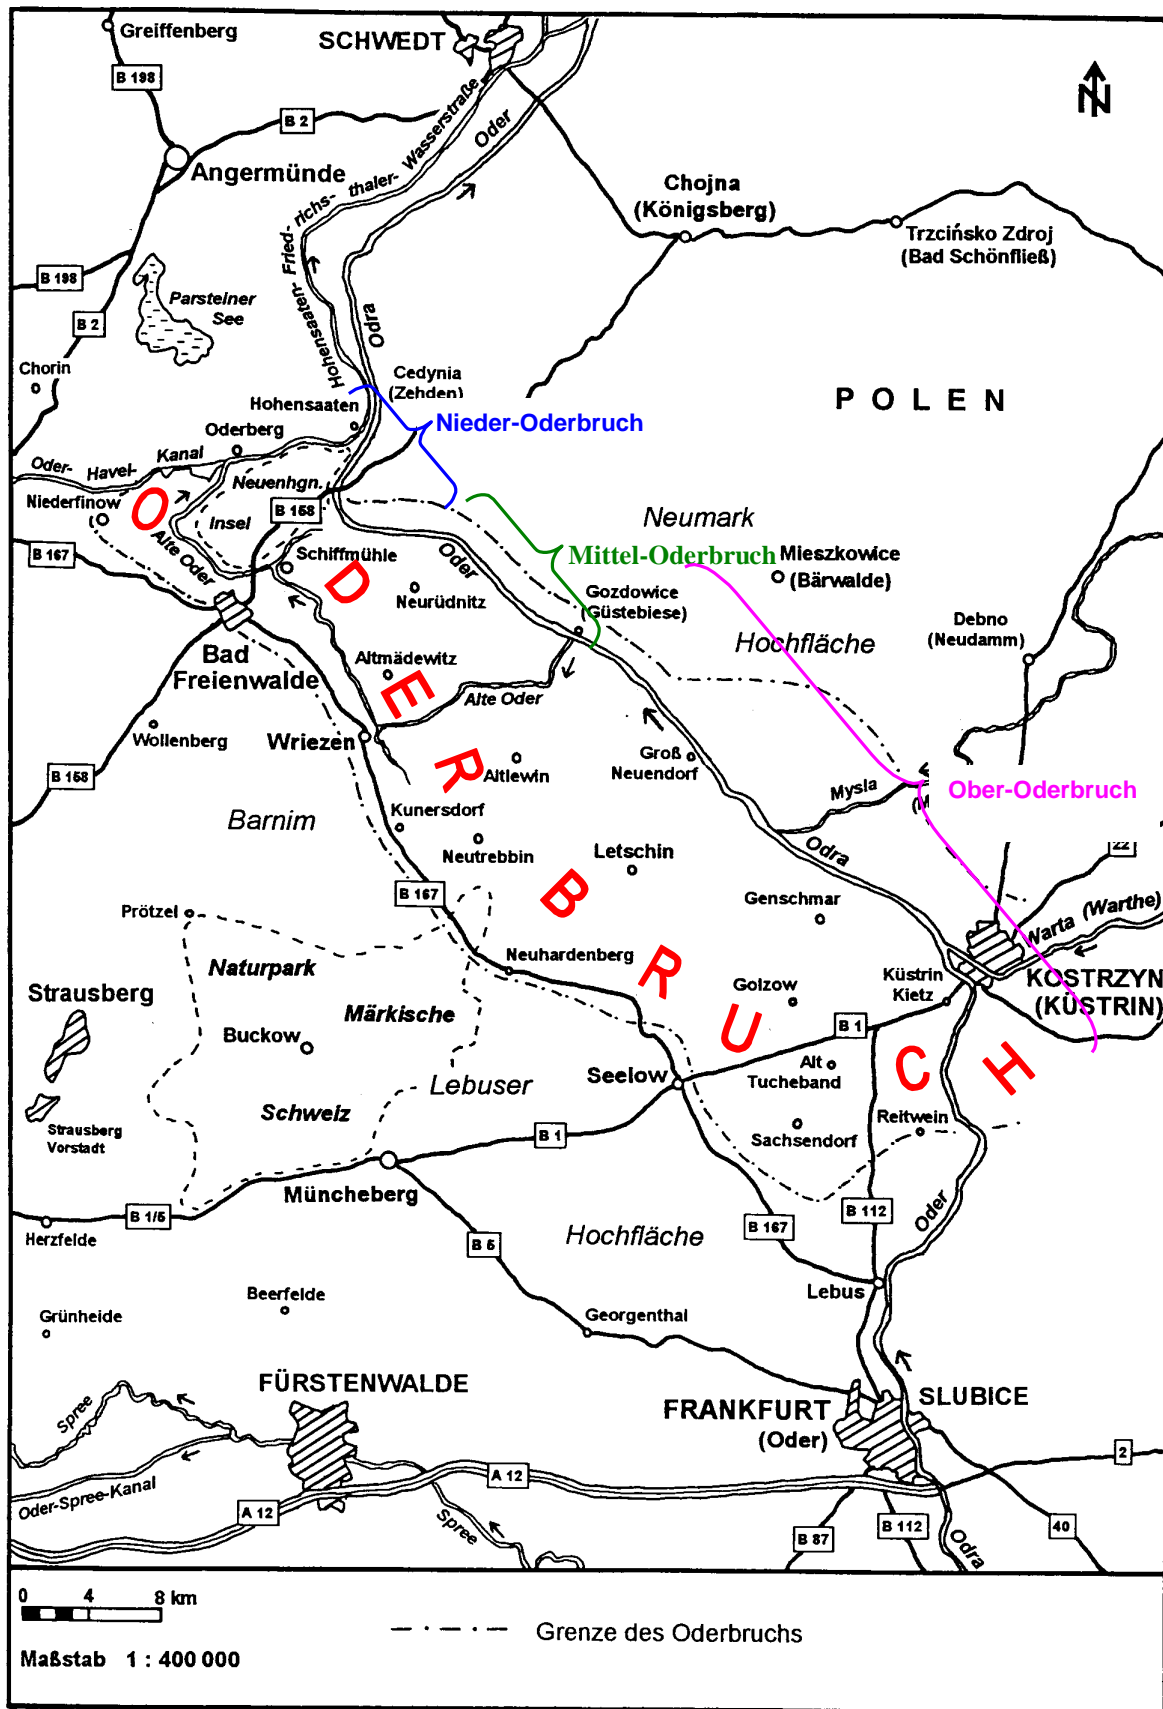 Greiffenberg
SCHWEDT
B 198
B 2
Angermünde
Hohensaaten-Fried-richs-thaler-Wasserstraße
Oder
N
Chojna
(Königsberg)
Trzcińsko Zdroj
(Bad Schönfließ)
B 198
Parsteiner
See
B 2
Odra
Chorin
Cedynia
(Zehden)
POLEN
Hohensaaten
Nieder-Oderbruch
Oderberg
Oder-Havel-Kanal
Neuenhgn.
Niederfinow
Insel
B 158
Neumark
B 167
Alte Oder
Schiffmühle
Oder
Mittel-Oderbruch
Mieszkowice
(Bärwalde)
Neurüdnitz
Gozdowice
(Güstebiese)
Debno
(Neudamm)
Hochfläche
Bad
Freienwalde
Altmädewitz
Alte Oder
Wollenberg
Wriezen
Altlewin
Groß
Neuendorf
B 158
Mysla
(M
Ober-Oderbruch
Barnim
Kunersdorf
Neutrebbin
Letschin
Odra
22
B 167
Genschmar
Prötzel
Warta (Warthe)
Neuhardenberg
Naturpark
Golzow
Küstrin
Kietz
KOSTRZYN
(KÜSTRIN)
Strausberg
Märkische
Buckow
B 1
Alt
Tucheband
Seelow
Lebuser
Schweiz
Strausberg
Vorstadt
B 1
Sachsendorf
Reitwein
ODERBRUCH
Müncheberg
B 1/5
Herzfelde
B 5
Hochfläche
B 167
B 112
Oder
Beerfelde
Lebus
Grünheide
Georgenthal
FÜRSTENWALDE
SLUBICE
FRANKFURT
(Oder)
Spree
Oder-Spree-Kanal
A 12
A 12
2
Spree
B 87
B 112
40
Odra
0 4 8 km
Maßstab 1 : 400 000
Grenze des Oderbruchs